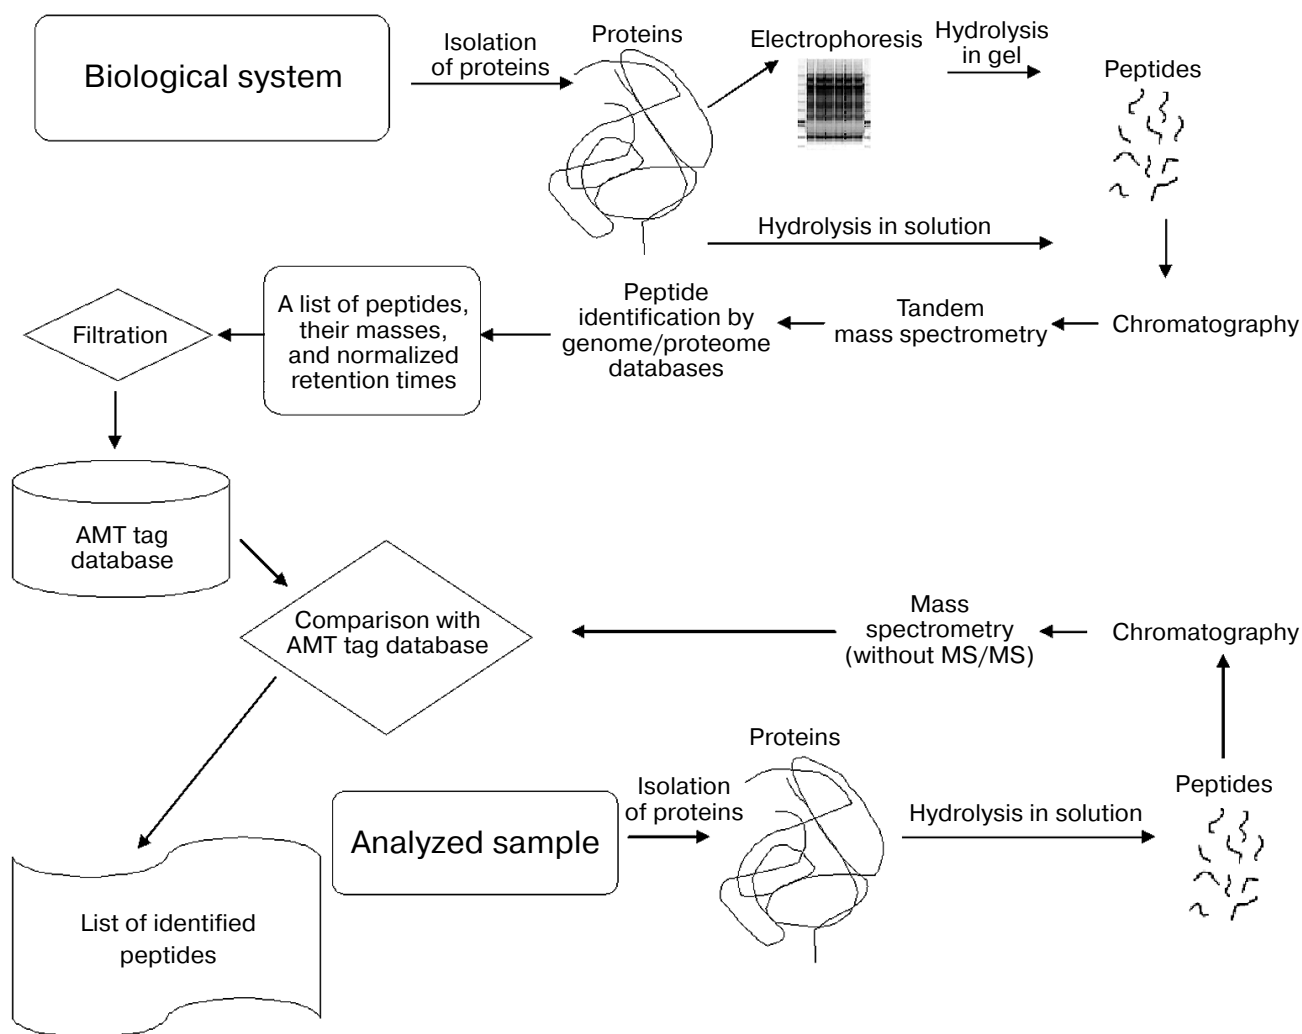 Biological system
Isolation
of proteins
Proteins
Electrophoresis
Hydrolysis
in gel
Peptides
Hydrolysis in solution
Filtration
A list of peptides,
their masses,
and normalized
retention times
Peptide
identification by
genome/proteome
databases
Tandem
mass spectrometry
Chromatography
AMT tag
database
Comparison with
AMT tag database
Mass
spectrometry
(without MS/MS)
Chromatography
Analyzed sample
Isolation
of proteins
Proteins
Hydrolysis in solution
Peptides
List of identified
peptides